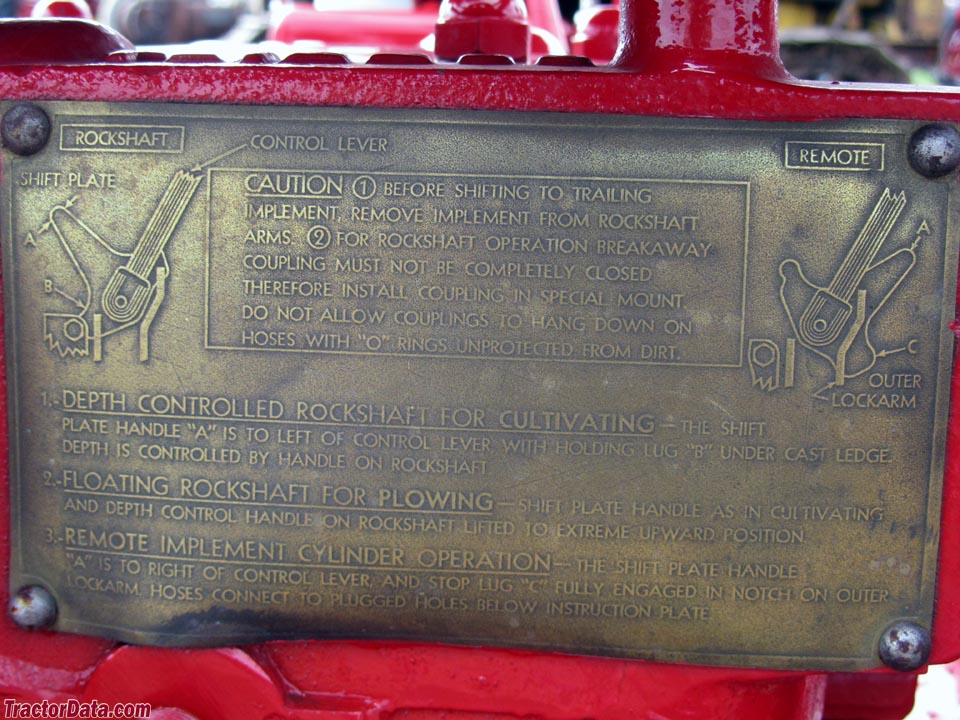 ROCKSHAFT
CONTROL LEVER
REMOTE
SHIFT PLATE
A
B
CAUTION ① BEFORE SHIFTING TO TRAILING
IMPLEMENT, REMOVE IMPLEMENT FROM ROCKSHAFT
ARMS. ② FOR ROCKSHAFT OPERATION BREAKAWAY
COUPLING MUST NOT BE COMPLETELY CLOSED
THEREFORE INSTALL COUPLING IN SPECIAL MOUNT.
DO NOT ALLOW COUPLINGS TO HANG DOWN ON
HOSES WITH "O" RINGS UNPROTECTED FROM DIRT.
A
C
OUTER
LOCKARM
1.-DEPTH CONTROLLED ROCKSHAFT FOR CULTIVATING-THE SHIFT
PLATE HANDLE "A" IS TO LEFT OF CONTROL LEVER WITH HOLDING LUG "B" UNDER CAST LEDGE.
DEPTH IS CONTROLLED BY HANDLE ON ROCKSHAFT.
2.-FLOATING ROCKSHAFT FOR PLOWING-SHIFT PLATE HANDLE AS IN CULTIVATING
AND DEPTH CONTROL HANDLE ON ROCKSHAFT LIFTED TO EXTREME UPWARD POSITION.
3.-REMOTE IMPLEMENT CYLINDER OPERATION-THE SHIFT PLATE HANDLE
"A" IS TO RIGHT OF CONTROL LEVER, AND STOP LUG "C" FULLY ENGAGED IN NOTCH ON OUTER
LOCKARM. HOSES CONNECT TO PLUGGED HOLES BELOW INSTRUCTION PLATE.
TractorData.com